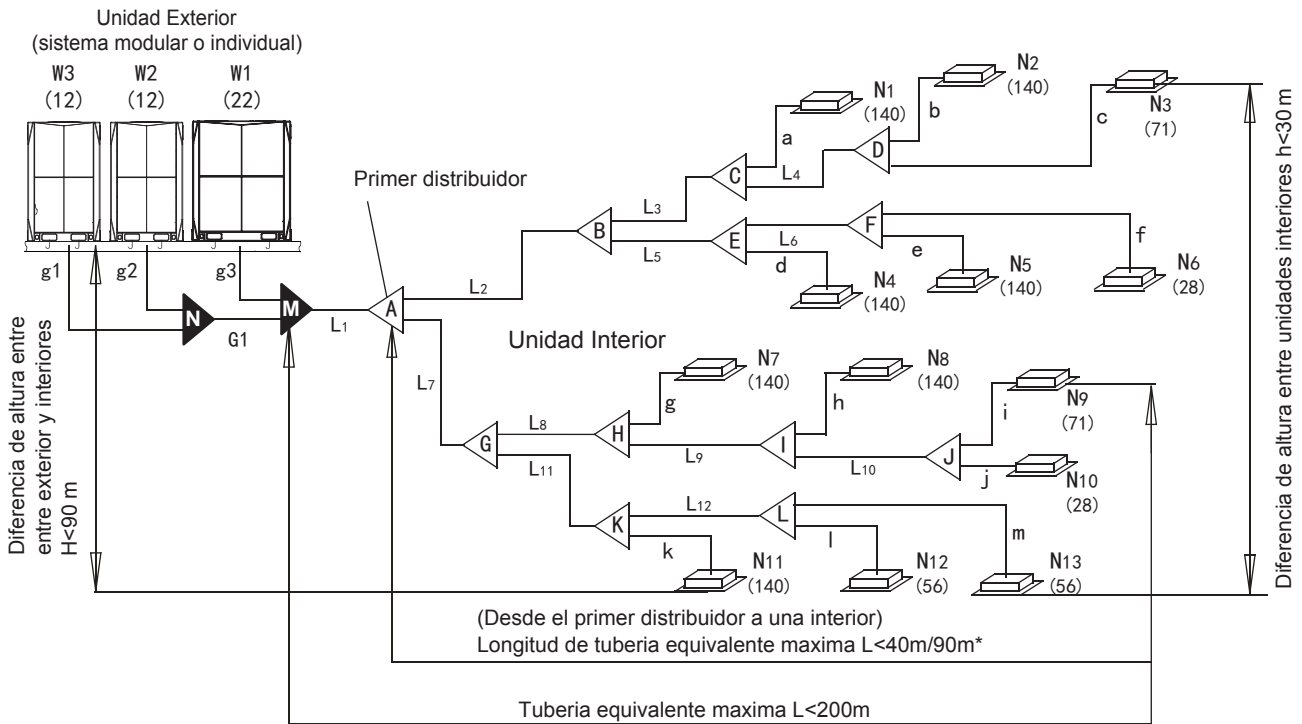 Unidad Exterior
(sistema modular o individual)
W3
(12)
W2
(12)
W1
(22)
g1
g2
g3
N
G1
M
L1
Primer distribuidor
A
L2
B
L3
C
a
N1
(140)
L4
D
b
N2
(140)
c
N3
(71)
L5
E
L6
F
d
N4
(140)
e
N5
(140)
f
N6
(28)
Unidad Interior
L7
G
L8
H
g
N7
(140)
L9
I
h
N8
(140)
L10
J
i
N9
(71)
j
N10
(28)
L11
K
k
N11
(140)
L12
L
l
N12
(56)
m
N13
(56)
Diferencia de altura entre
entre exterior y interiores
H<90 m
Diferencia de altura entre unidades interiores h<30 m
(Desde el primer distribuidor a una interior)
Longitud de tuberia equivalente maxima L<40m/90m*
Tuberia equivalente maxima L<200m